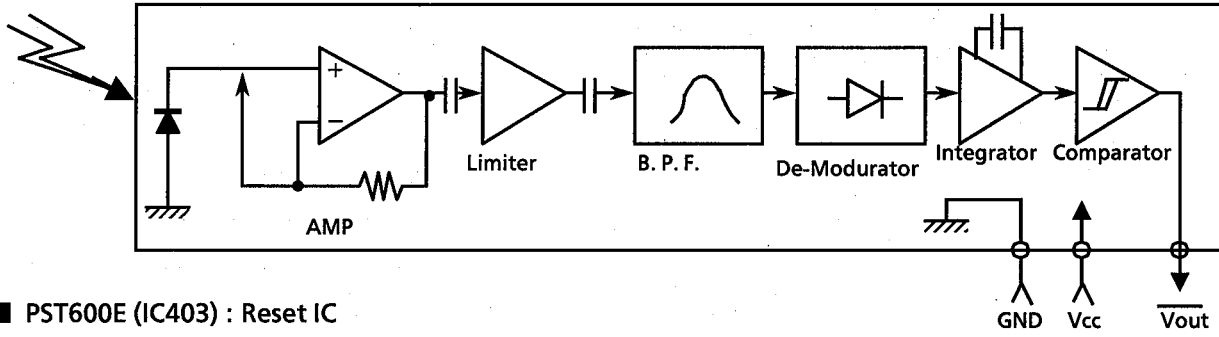 +
−
Limiter
B. P. F.
De-Modurator
Integrator
Comparator
AMP
GND
Vcc
Vout
■ PST600E (IC403) : Reset IC